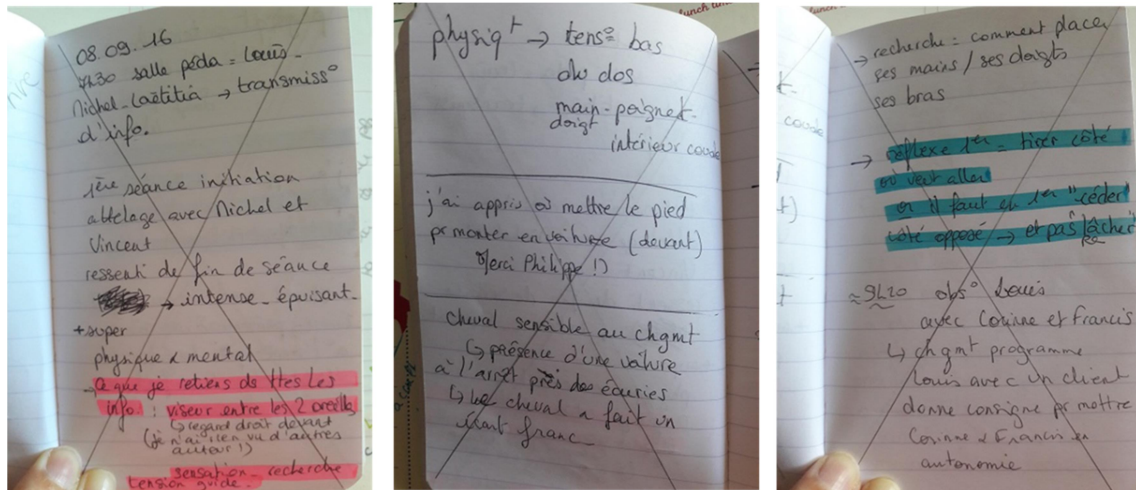 08.09.16
9h30 salle péda = Louis-
Michel-Laëtitia → transmiss°
d'info.
1ère séance initiation
attelage avec Michel et
Vincent
ressenti de fin de séance
→ intense - épuisant -
+ super
physique & mental
→ ce que je retiens ds ttes les
info : viseur entre les 2 oreilles
↳ regard droit devant
(je n'ai rien vu d'autres
autour !)
sensation - recherche
tension guide.
physiqt → tens° bas
du dos
main - poignet -
doigt
intérieur coude
j'ai appris où mettre le pied
pr monter en voiture (devant)
Merci Philippe !)
Cheval sensible au chgmt
↳ présence d'une voiture
à l'arrêt près des écuries
↳ le cheval a fait un
écart franc -
→ recherche = comment placer
ses mains / ses doigts
ses bras
→ réflexe 1er = tirer côté
où veut aller
or il faut en 1er "céder"
côté opposé → et pas "lâcher"
≈ 9h20 obs° Louis
avec Corinne et Francis
↳ chgmt programme
Louis avec un client
donne consigne pr mettre
Corinne & Francis en
autonomie